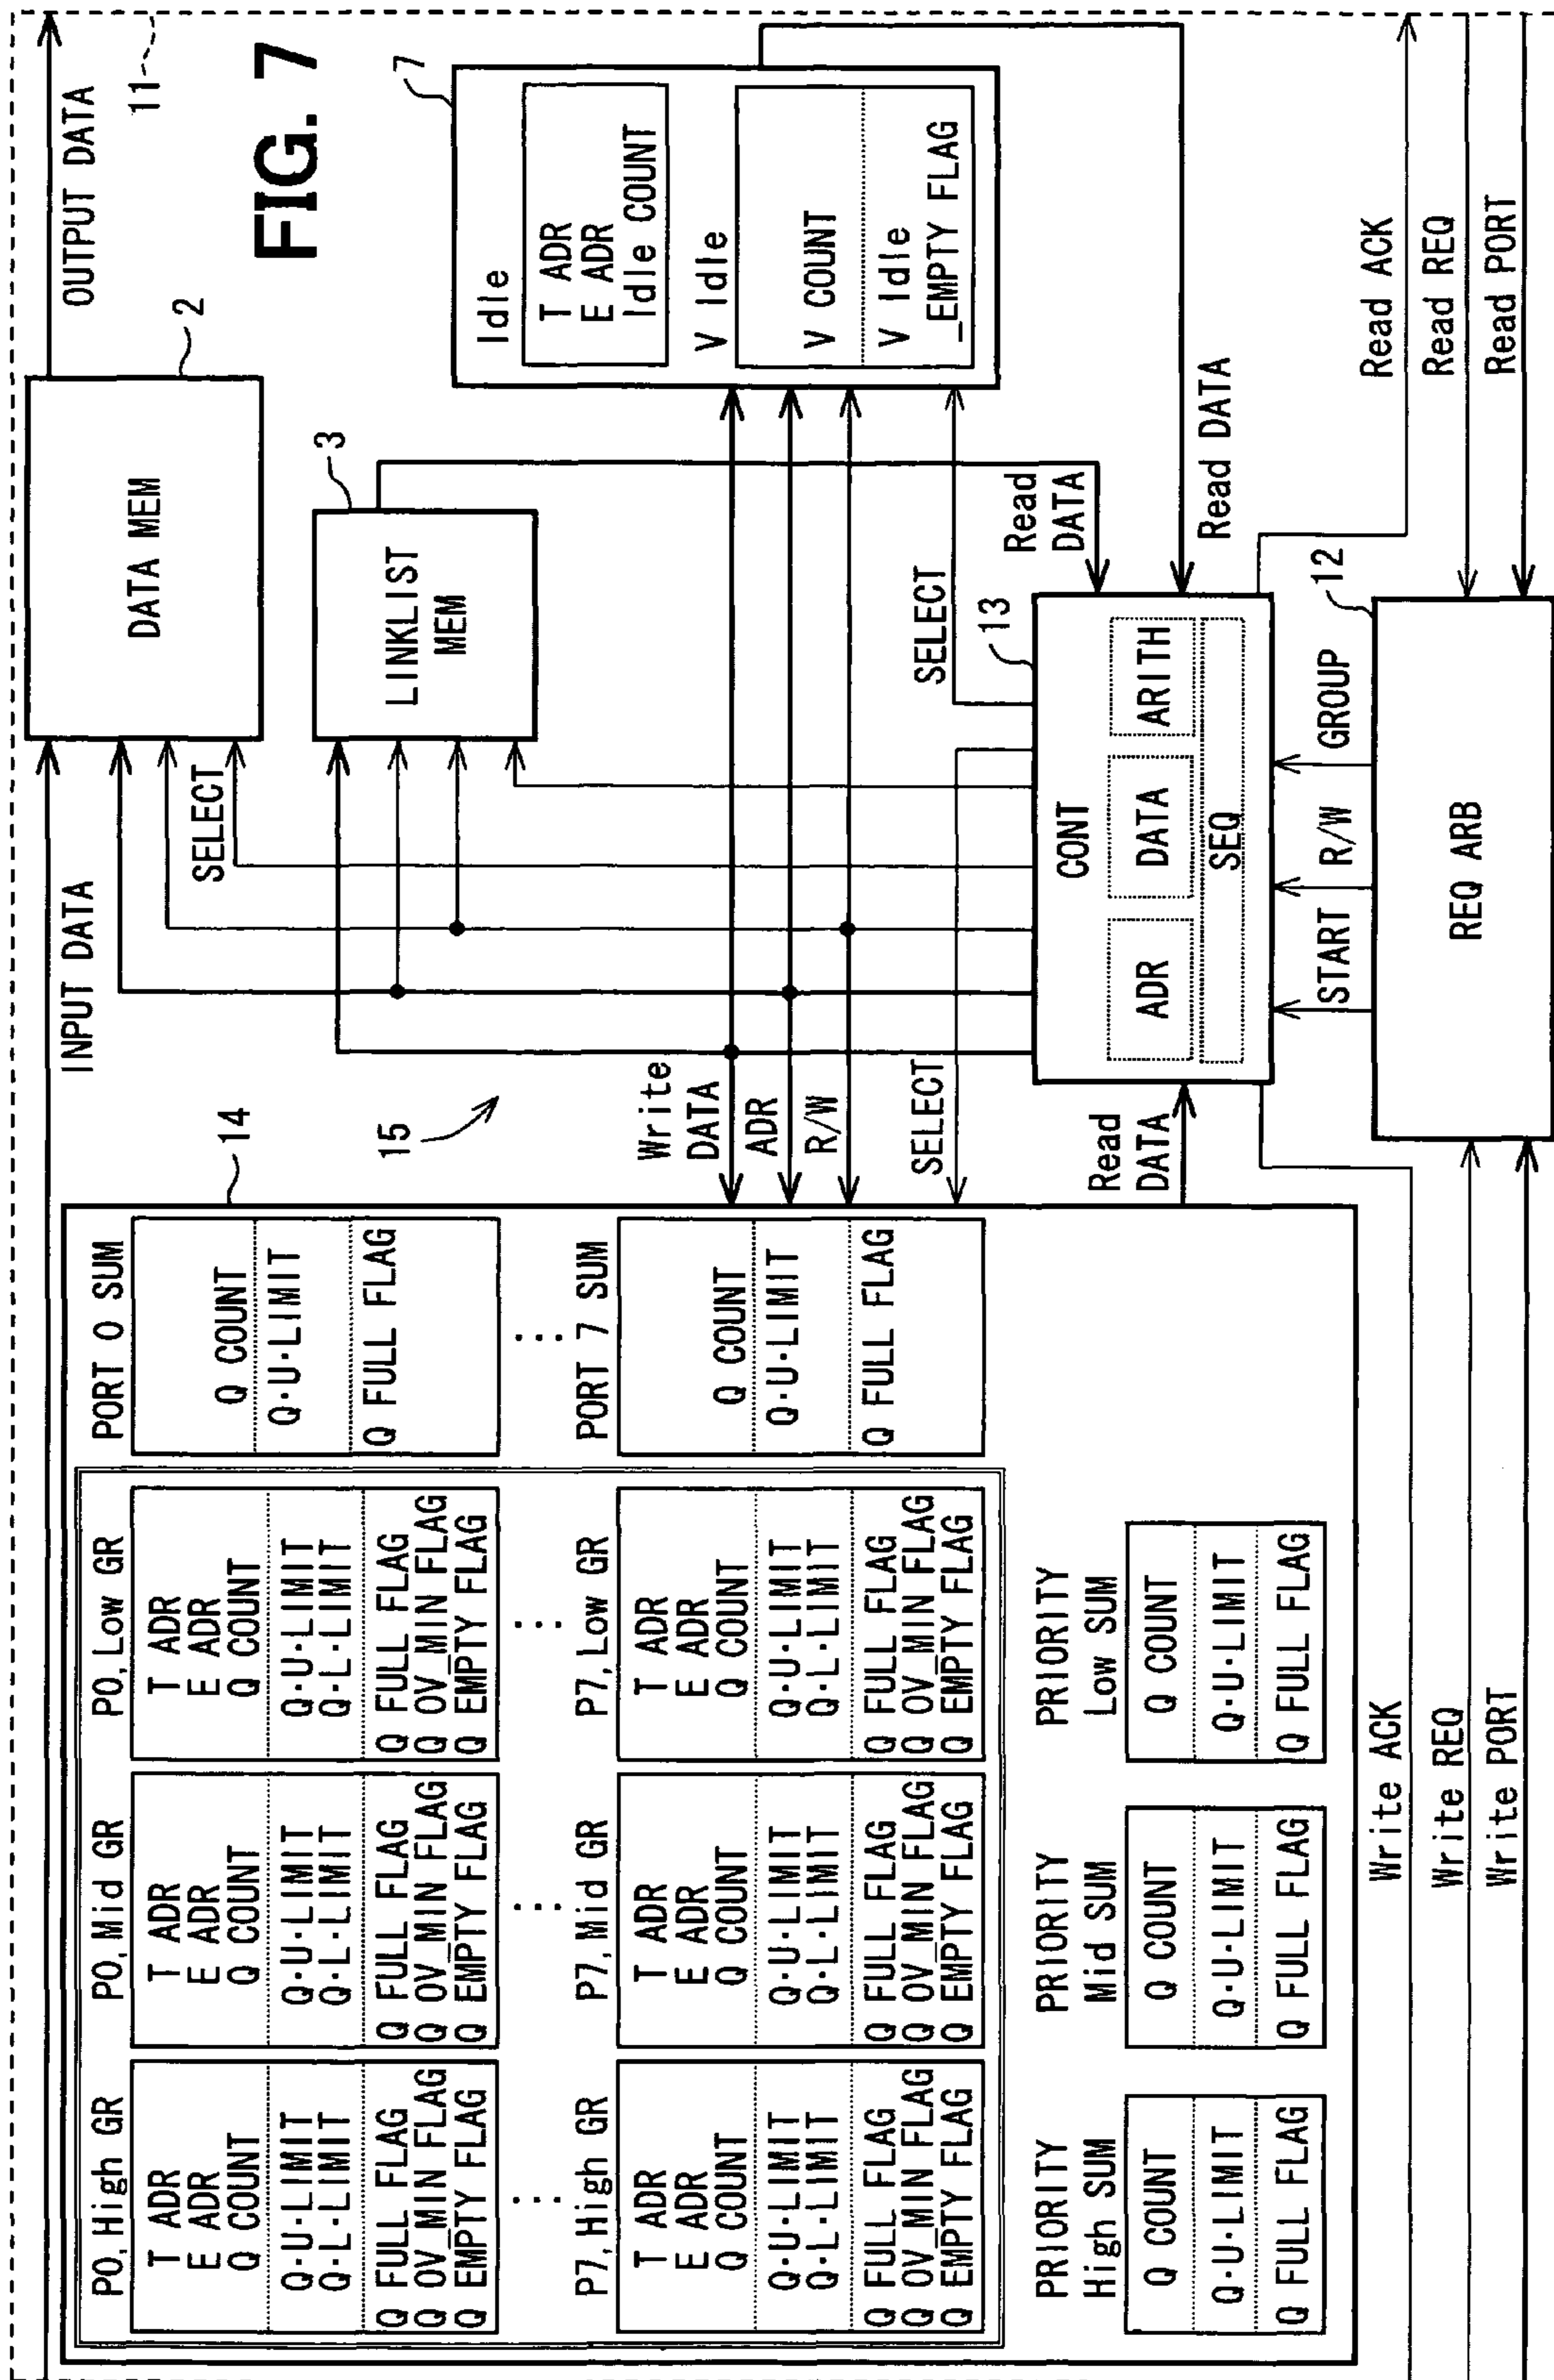 FIG. 7
11
INPUT DATA
OUTPUT DATA
DATA MEM
2
SELECT
LINKLIST
MEM
3
Read
DATA
7
Idle
T ADR
E ADR
Idle COUNT
V Idle
V COUNT
V Idle
_EMPTY FLAG
Read DATA
14
P0,High GR
T ADR
E ADR
Q COUNT
Q·U·LIMIT
Q·L·LIMIT
Q FULL FLAG
Q OV_MIN FLAG
Q EMPTY FLAG
P0,Mid GR
T ADR
E ADR
Q COUNT
Q·U·LIMIT
Q·L·LIMIT
Q FULL FLAG
Q OV_MIN FLAG
Q EMPTY FLAG
P0,Low GR
T ADR
E ADR
Q COUNT
Q·U·LIMIT
Q·L·LIMIT
Q FULL FLAG
Q OV_MIN FLAG
Q EMPTY FLAG
PORT 0 SUM
Q COUNT
Q·U·LIMIT
Q FULL FLAG
...
...
...
...
P7,High GR
T ADR
E ADR
Q COUNT
Q·U·LIMIT
Q·L·LIMIT
Q FULL FLAG
Q OV_MIN FLAG
Q EMPTY FLAG
P7,Mid GR
T ADR
E ADR
Q COUNT
Q·U·LIMIT
Q·L·LIMIT
Q FULL FLAG
Q OV_MIN FLAG
Q EMPTY FLAG
P7,Low GR
T ADR
E ADR
Q COUNT
Q·U·LIMIT
Q·L·LIMIT
Q FULL FLAG
Q OV_MIN FLAG
Q EMPTY FLAG
PORT 7 SUM
Q COUNT
Q·U·LIMIT
Q FULL FLAG
PRIORITY
High SUM
Q COUNT
Q·U·LIMIT
Q FULL FLAG
PRIORITY
Mid SUM
Q COUNT
Q·U·LIMIT
Q FULL FLAG
PRIORITY
Low SUM
Q COUNT
Q·U·LIMIT
Q FULL FLAG
15
Write
DATA
ADR
R/W
SELECT
Read
DATA
SELECT
13
CONT
ADR
DATA
ARITH
SEQ
START
R/W
GROUP
12
REQ ARB
Write ACK
Write REQ
Write PORT
Read ACK
Read REQ
Read PORT